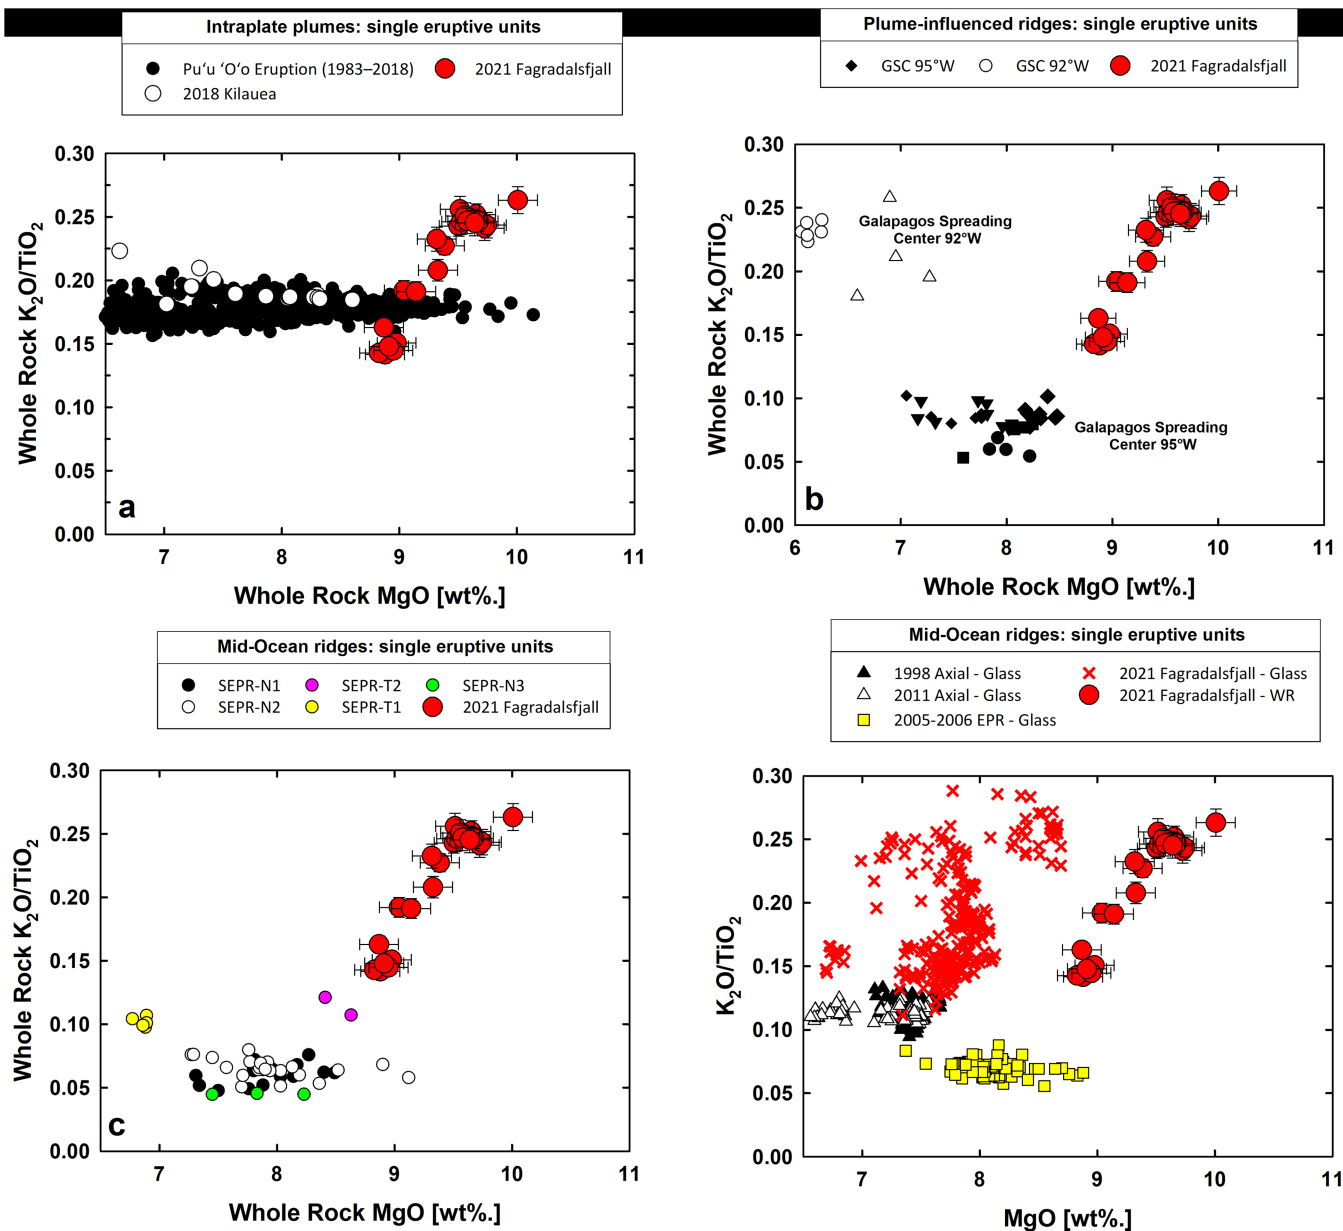 Intraplate plumes: single eruptive units
Pu‘u ‘O‘o Eruption (1983–2018) 2021 Fagradalsfjall
2018 Kilauea
0.30
0.25
0.20
0.15
0.10
0.05
0.00
Whole Rock K2O/TiO2
a
7 8 9 10 11
Whole Rock MgO [wt%.]
Plume-influenced ridges: single eruptive units
GSC 95°W GSC 92°W 2021 Fagradalsfjall
0.30
0.25
0.20
0.15
0.10
0.05
0.00
Whole Rock K2O/TiO2
Galapagos Spreading
Center 92°W
Galapagos Spreading
Center 95°W
b
6 7 8 9 10 11
Whole Rock MgO [wt%.]
Mid-Ocean ridges: single eruptive units
SEPR-N1 SEPR-T2 SEPR-N3
SEPR-N2 SEPR-T1 2021 Fagradalsfjall
0.30
0.25
0.20
0.15
0.10
0.05
0.00
Whole Rock K2O/TiO2
c
7 8 9 10 11
Whole Rock MgO [wt%.]
Mid-Ocean ridges: single eruptive units
1998 Axial - Glass 2021 Fagradalsfjall - Glass
2011 Axial - Glass 2021 Fagradalsfjall - WR
2005-2006 EPR - Glass
0.30
0.25
0.20
0.15
0.10
0.05
0.00
K2O/TiO2
7 8 9 10 11
MgO [wt%.]